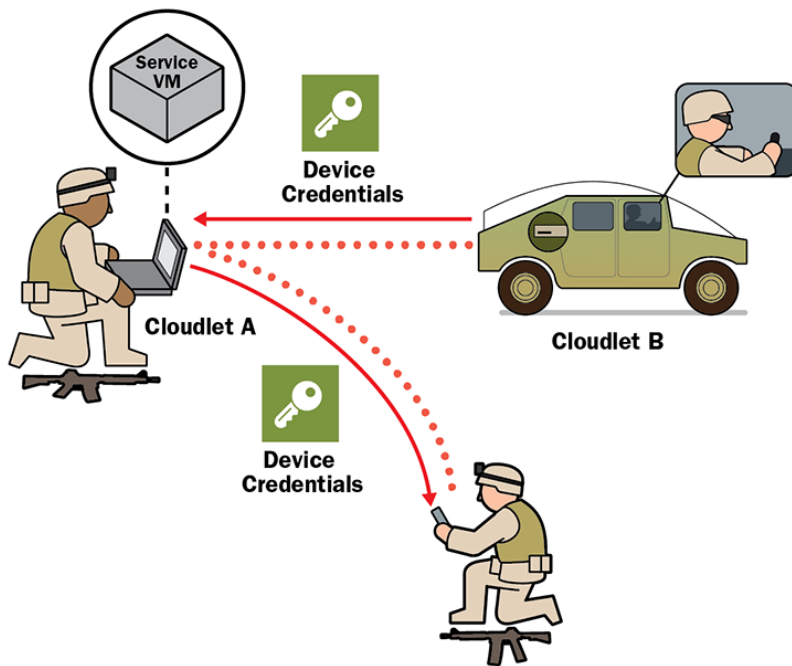 Service
VM
Device
Credentials
Cloudlet A
Cloudlet B
Device
Credentials